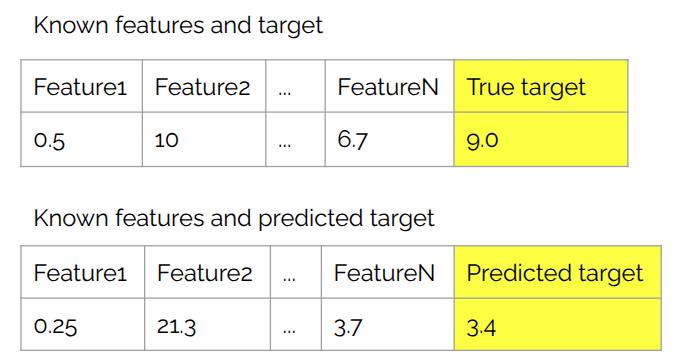 Known features and target
Feature1 Feature2 ... FeatureN True target
0.5 10 ... 6.7 9.0
Known features and predicted target
Feature1 Feature2 ... FeatureN Predicted target
0.25 21.3 ... 3.7 3.4